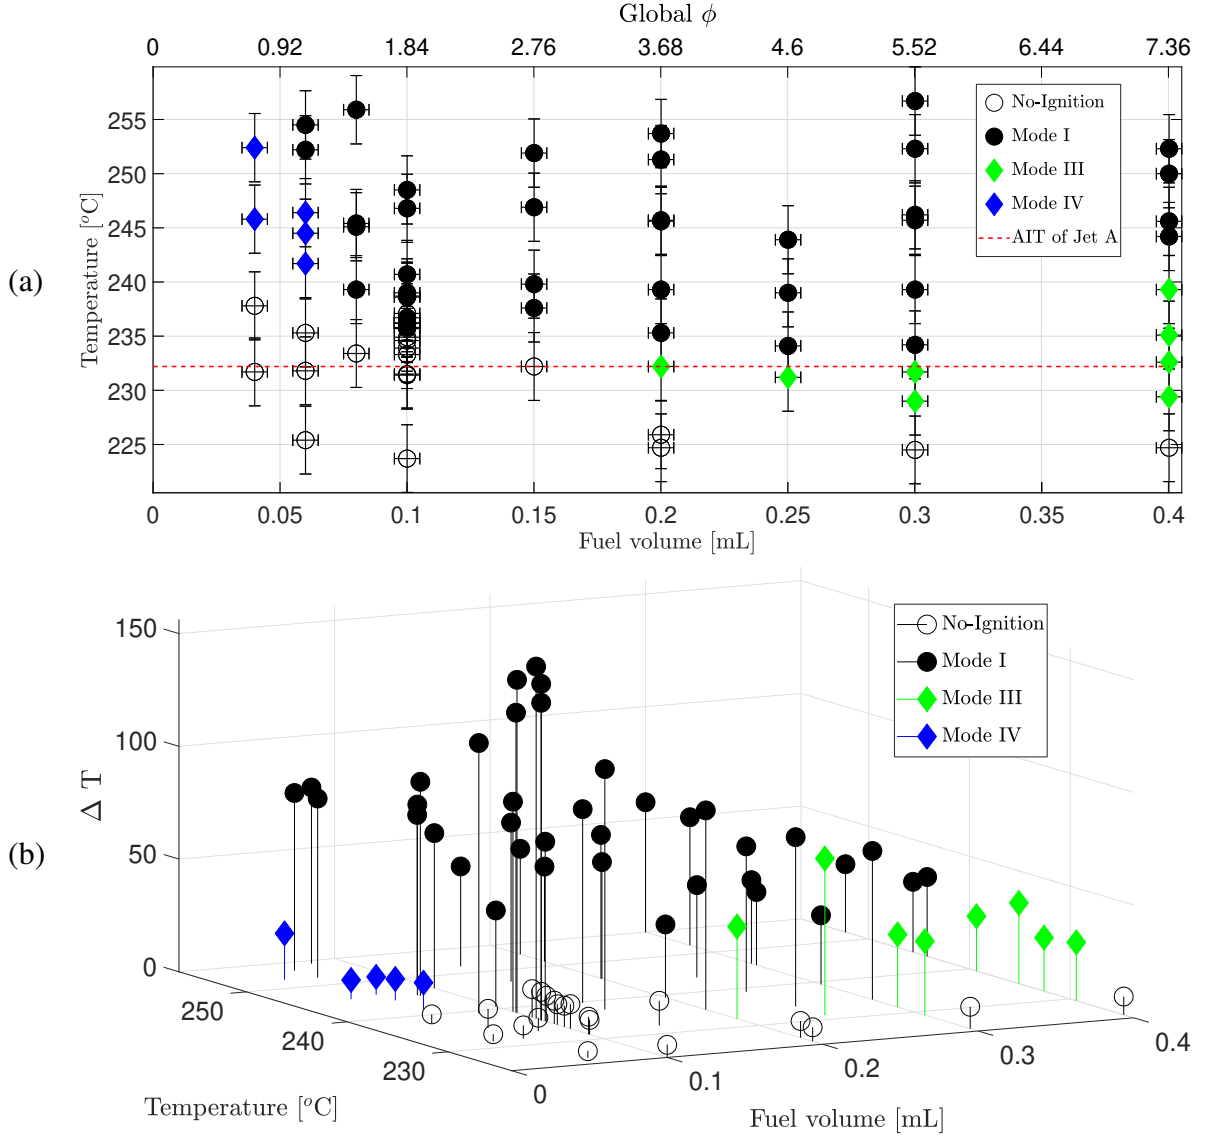 Global ϕ
0 0.92 1.84 2.76 3.68 4.6 5.52 6.44 7.36
255
250
245
240
235
230
225
Temperature [°C]
No-Ignition
Mode I
Mode III
Mode IV
AIT of Jet A
(a)
0 0.05 0.1 0.15 0.2 0.25 0.3 0.35 0.4
Fuel volume [mL]
150
100
50
0
Δ T
No-Ignition
Mode I
Mode III
Mode IV
(b)
250
240
230
Temperature [°C]
0
0.1
0.2
0.3
0.4
Fuel volume [mL]